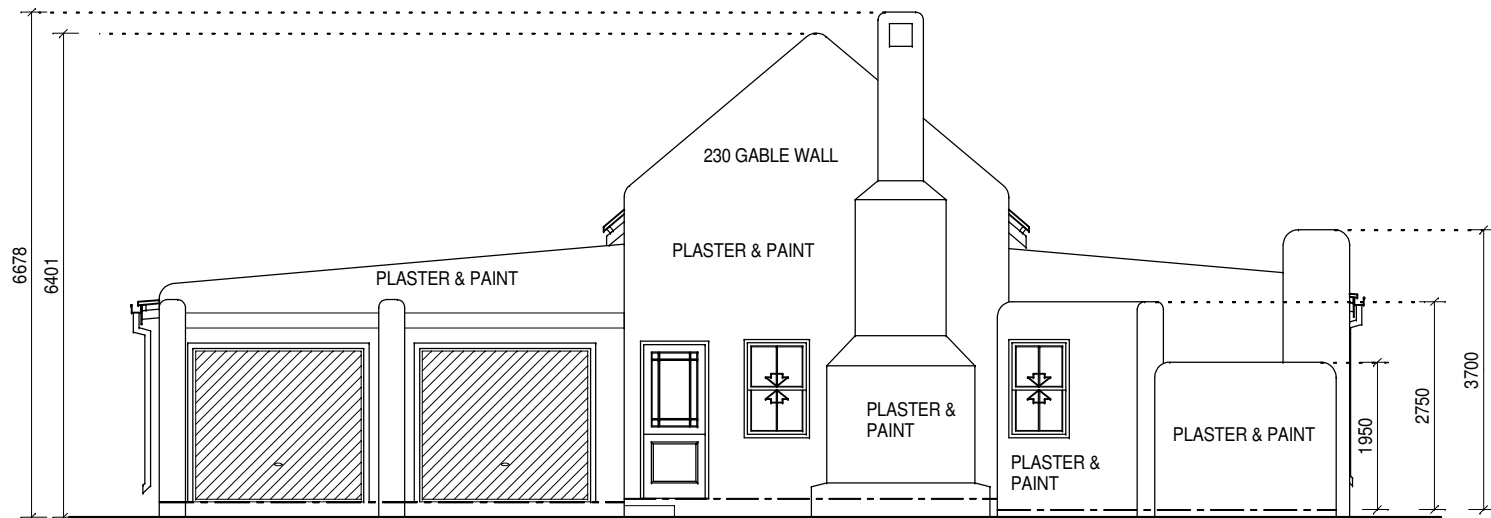 230 GABLE WALL
PLASTER & PAINT
PLASTER & PAINT
6678
6401
3700
2750
1950
PLASTER &
PAINT
PLASTER & PAINT
PLASTER &
PAINT